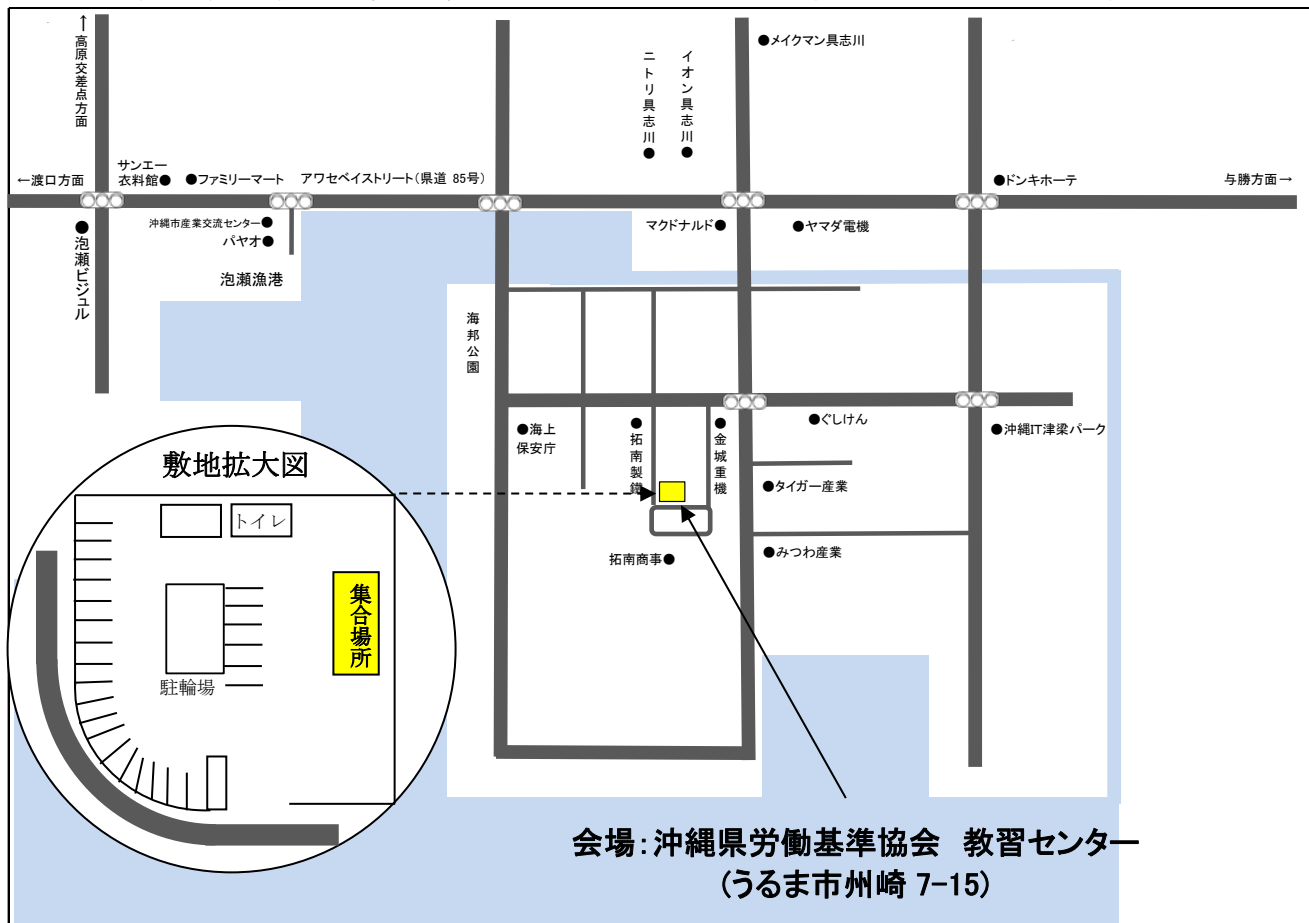 ↑高原交差点方面
●メイクマン具志川
ニトリ具志川●
イオン具志川●
←渡口方面
サンエー
衣料館●
●ファミリーマート
アワセベイストリート(県道 85号)
●ドンキホーテ
与勝方面→
●泡瀬ビジュル
沖縄市産業交流センター●
パヤオ●
泡瀬漁港
マクドナルド●
●ヤマダ電機
海邦公園
●海上
保安庁
●拓南製鐵
●金城重機
●ぐしけん
●沖縄IT津梁パーク
●タイガー産業
●みつわ産業
拓南商事●
敷地拡大図
トイレ
集合場所
駐輪場
会場:沖縄県労働基準協会 教習センター
(うるま市州崎 7-15)